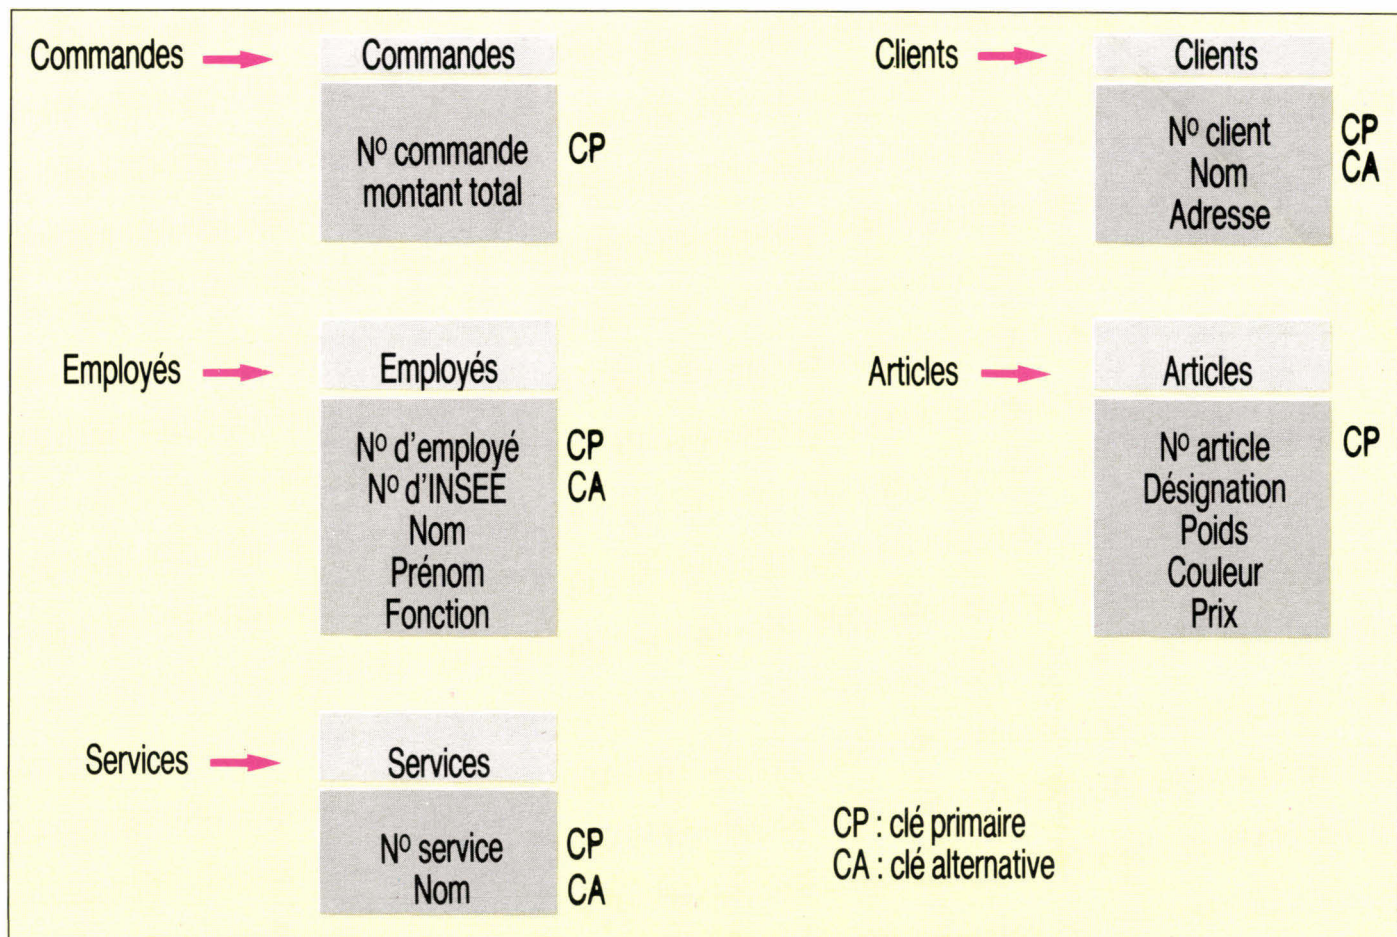 Commandes
Commandes
Nº commande CP
montant total
Clients
Clients
Nº client CP
Nom CA
Adresse
Employés
Employés
Nº d'employé CP
Nº d'INSEE CA
Nom
Prénom
Fonction
Articles
Articles
Nº article CP
Désignation
Poids
Couleur
Prix
Services
Services
Nº service CP
Nom CA
CP : clé primaire
CA : clé alternative